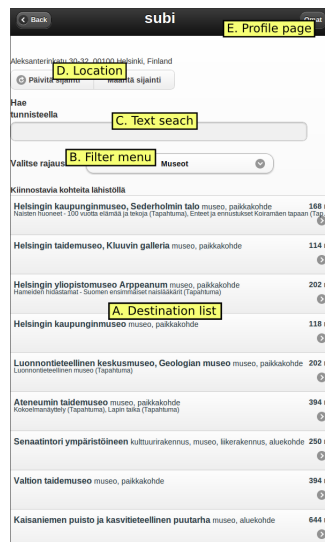 Back
subi
Omat
E. Profile page
Aleksanterinkatu 30-32, 00100 Helsinki, Finland
D. Location
Päivitä sijainti
Määritä sijainti
Hae
tunnisteella
C. Text seach
B. Filter menu
Valitse rajaus
Museot
Kiinnostavia kohteita lähistöllä
Helsingin kaupunginmuseo, Sederholmin talo museo, paikkakohde 168 m
Naisten huoneet - 100 vuotta elämää ja tekoja (Tapahtuma), Enteet ja ennustukset Koiramäen tapaan (Tap
Helsingin taidemuseo, Kluuvin galleria museo, paikkakohde 114 m
Helsingin yliopistomuseo Arppeanum museo, paikkakohde 202 m
Hameiden hidastamat - Suomen ensimmäiset naislääkärit (Tapahtuma)
A. Destination list
Helsingin kaupunginmuseo museo, paikkakohde 118 m
Luonnontieteellinen keskusmuseo, Geologian museo museo, paikkakohde 202 m
Luonnontieteellinen museo (Tapahtuma)
Ateneumin taidemuseo museo, paikkakohde 394 m
Kokoelmanäyttely (Tapahtuma), Lapin taika (Tapahtuma)
Senaatintori ympäristöineen kulttuurirakennus, museo, liikerakennus, aluekohde 250 m
Valtion taidemuseo museo, paikkakohde 394 m
Kaisaniemen puisto ja kasvitieteellinen puutarha museo, aluekohde 644 m